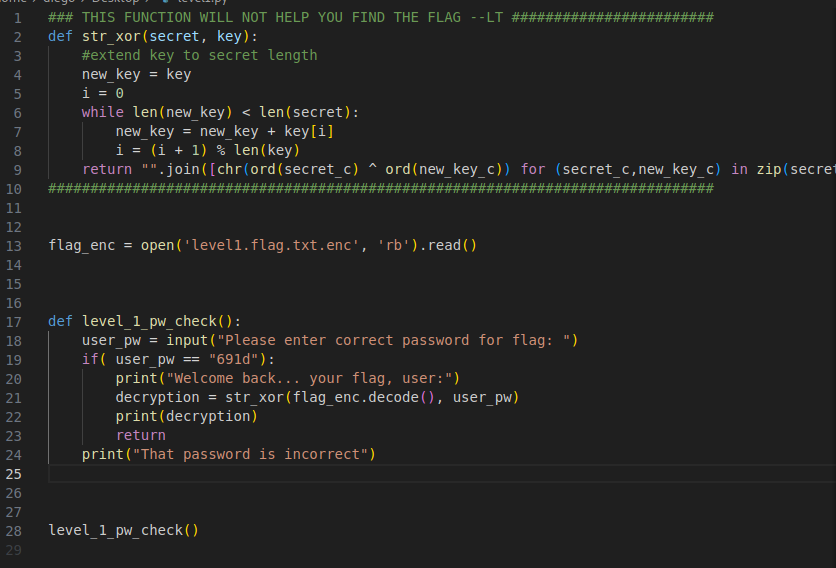 ome > diego > Desktop > level1.py
1 ### THIS FUNCTION WILL NOT HELP YOU FIND THE FLAG --LT ########################
2 def str_xor(secret, key):
3     #extend key to secret length
4     new_key = key
5     i = 0
6     while len(new_key) < len(secret):
7         new_key = new_key + key[i]
8         i = (i + 1) % len(key)
9     return "".join([chr(ord(secret_c) ^ ord(new_key_c)) for (secret_c,new_key_c) in zip(secret
10 ###############################################################################
11
12
13 flag_enc = open('level1.flag.txt.enc', 'rb').read()
14
15
16
17 def level_1_pw_check():
18     user_pw = input("Please enter correct password for flag: ")
19     if( user_pw == "691d"):
20         print("Welcome back... your flag, user:")
21         decryption = str_xor(flag_enc.decode(), user_pw)
22         print(decryption)
23         return
24     print("That password is incorrect")
25
26
27
28 level_1_pw_check()
29